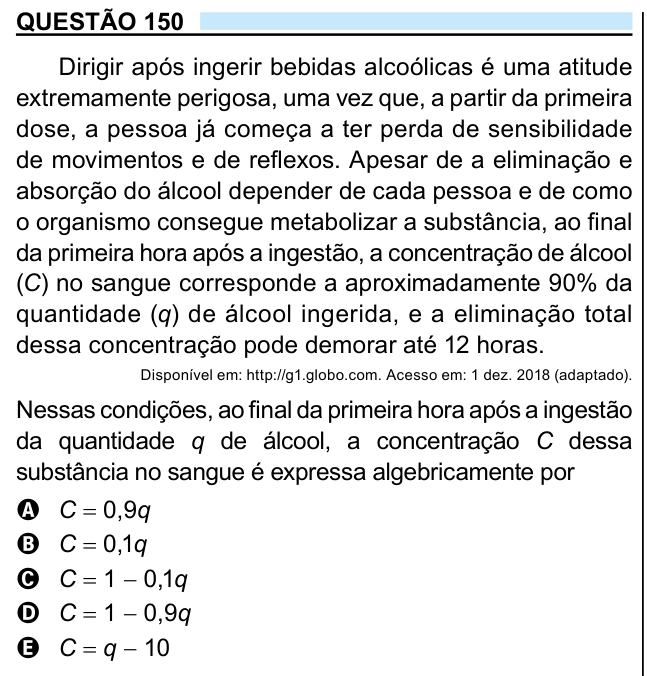 QUESTÃO 150
Dirigir após ingerir bebidas alcoólicas é uma atitude
extremamente perigosa, uma vez que, a partir da primeira
dose, a pessoa já começa a ter perda de sensibilidade
de movimentos e de reflexos. Apesar de a eliminação e
absorção do álcool depender de cada pessoa e de como
o organismo consegue metabolizar a substância, ao final
da primeira hora após a ingestão, a concentração de álcool
(C) no sangue corresponde a aproximadamente 90% da
quantidade (q) de álcool ingerida, e a eliminação total
dessa concentração pode demorar até 12 horas.
Disponível em: http://g1.globo.com. Acesso em: 1 dez. 2018 (adaptado).
Nessas condições, ao final da primeira hora após a ingestão
da quantidade q de álcool, a concentração C dessa
substância no sangue é expressa algebricamente por
A C = 0,9q
B C = 0,1q
C C = 1 − 0,1q
D C = 1 − 0,9q
E C = q − 10